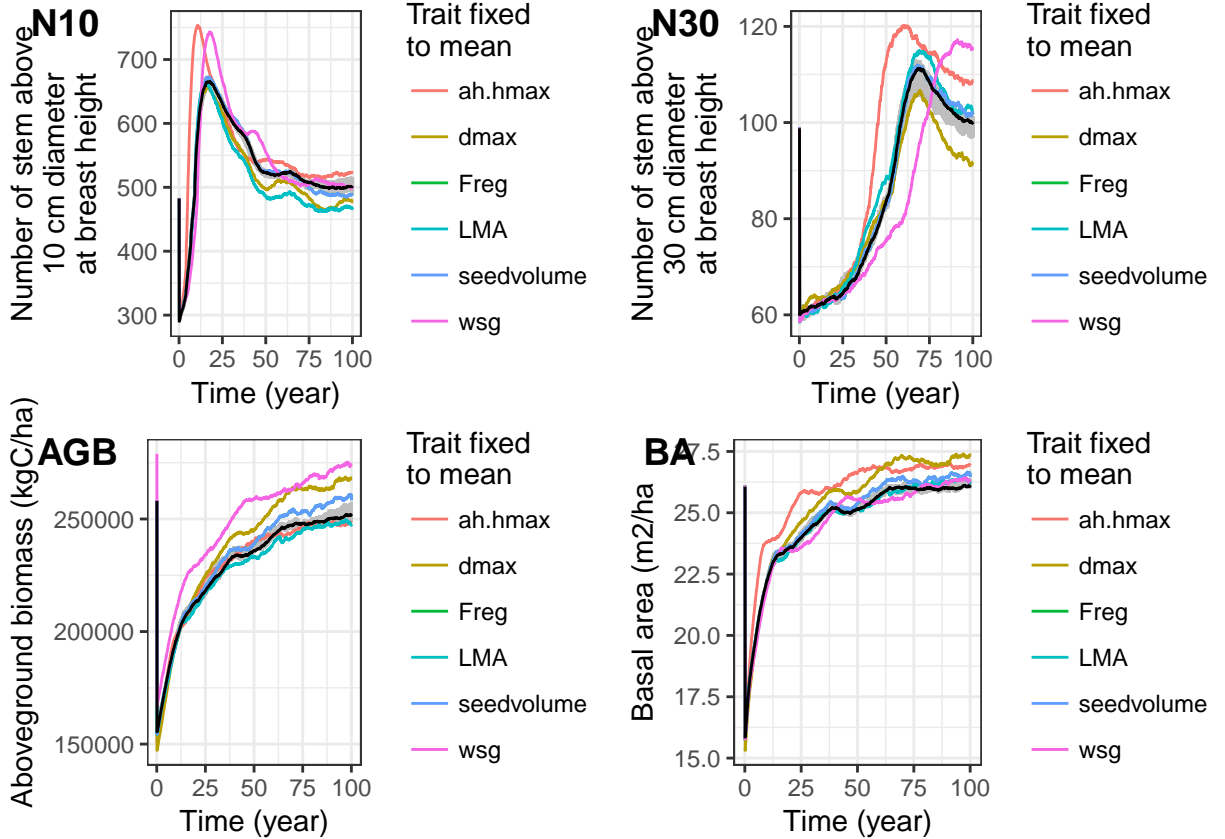 N10
Number of stem above
10 cm diameter
at breast height
300
400
500
600
700
0
25
50
75
100
Time (year)
Trait fixed
to mean
ah.hmax
dmax
Freg
LMA
seedvolume
wsg
N30
Number of stem above
30 cm diameter
at breast height
60
80
100
120
0
25
50
75
100
Time (year)
Trait fixed
to mean
ah.hmax
dmax
Freg
LMA
seedvolume
wsg
AGB
Aboveground biomass (kgC/ha)
150000
200000
250000
0
25
50
75
100
Time (year)
Trait fixed
to mean
ah.hmax
dmax
Freg
LMA
seedvolume
wsg
BA
Basal area (m2/ha
15.0
17.5
20.0
22.5
25.0
27.5
0
25
50
75
100
Time (year)
Trait fixed
to mean
ah.hmax
dmax
Freg
LMA
seedvolume
wsg